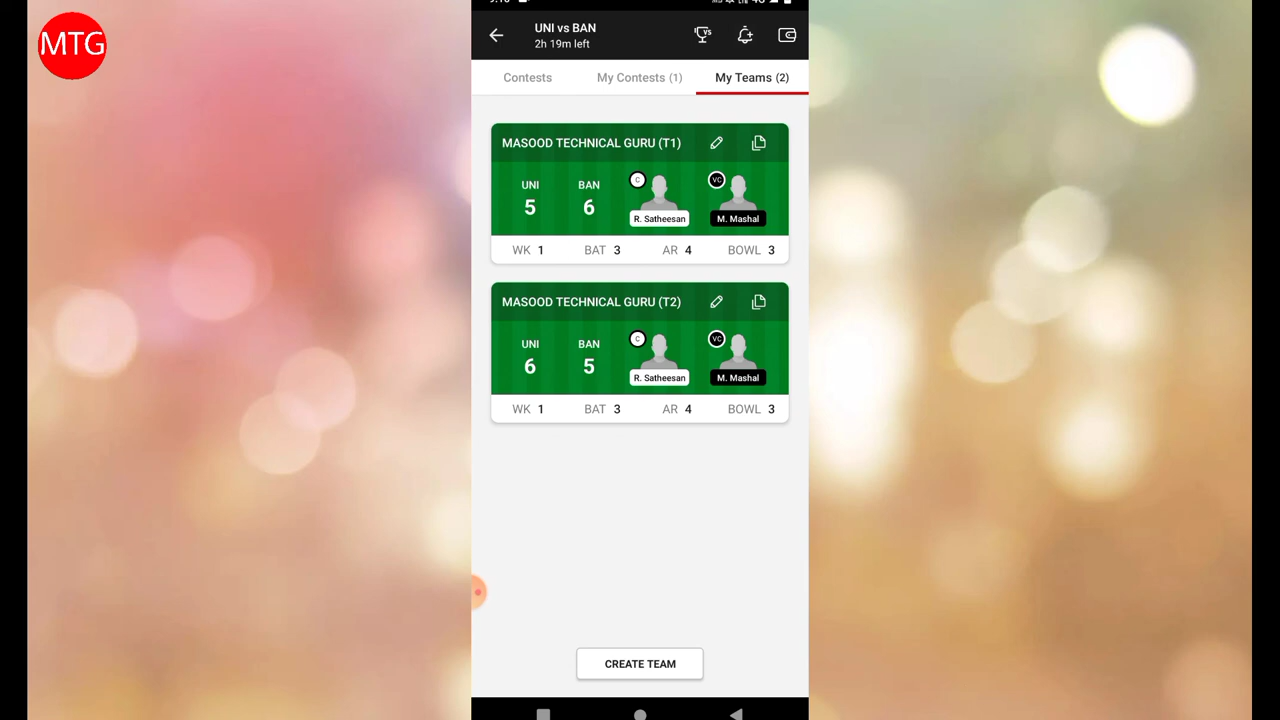 MTG
UNI vs BAN
2h 19m left
Contests
My Contests (1)
My Teams (2)
MASOOD TECHNICAL GURU (T1)
UNI
BAN
C
VC
5
6
R. Satheesan
M. Mashal
WK 1
BAT 3
AR 4
BOWL 3
MASOOD TECHNICAL GURU (T2)
UNI
BAN
C
VC
6
5
R. Satheesan
M. Mashal
WK 1
BAT 3
AR 4
BOWL 3
CREATE TEAM